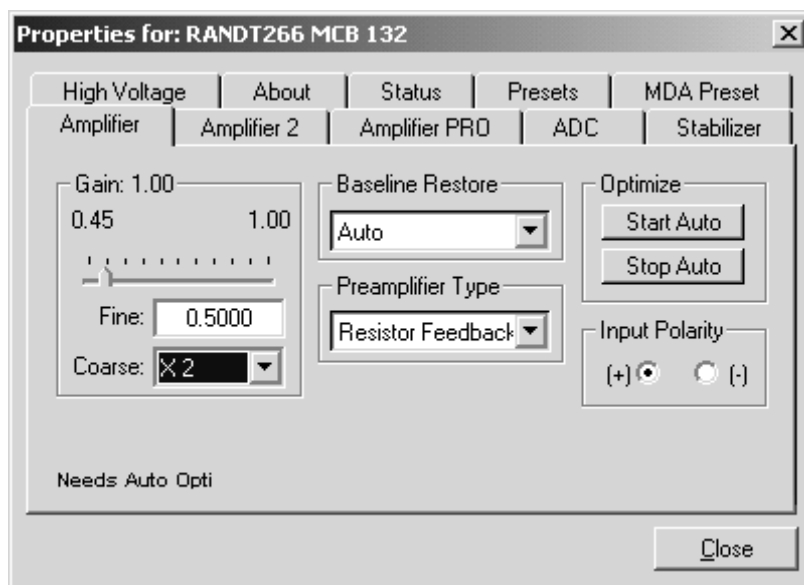 Properties for: RANDT266 MCB 132
High Voltage About Status Presets MDA Preset
Amplifier Amplifier 2 Amplifier PRO ADC Stabilizer
Gain: 1.00
0.45 1.00
Fine: 0.5000
Coarse: X 2
Baseline Restore
Auto
Preamplifier Type
Resistor Feedback
Optimize
Start Auto
Stop Auto
Input Polarity
(+) (-)
Needs Auto Opti
Close